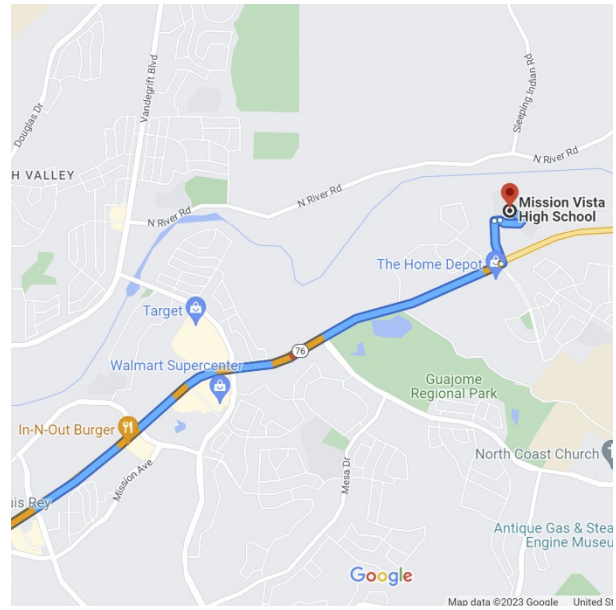 Douglas Dr
Vandegrift Blvd
Sleeping Indian Rd
H VALLEY
N River Rd
N River Rd
Mission Vista
High School
The Home Depot
Target
76
Walmart Supercenter
Guajome
Regional Park
In-N-Out Burger
Mission Ave
Mesa Dr
North Coast Church
uis Rey
Antique Gas & Stea
Engine Museu
Google
Map data ©2023 Google United St